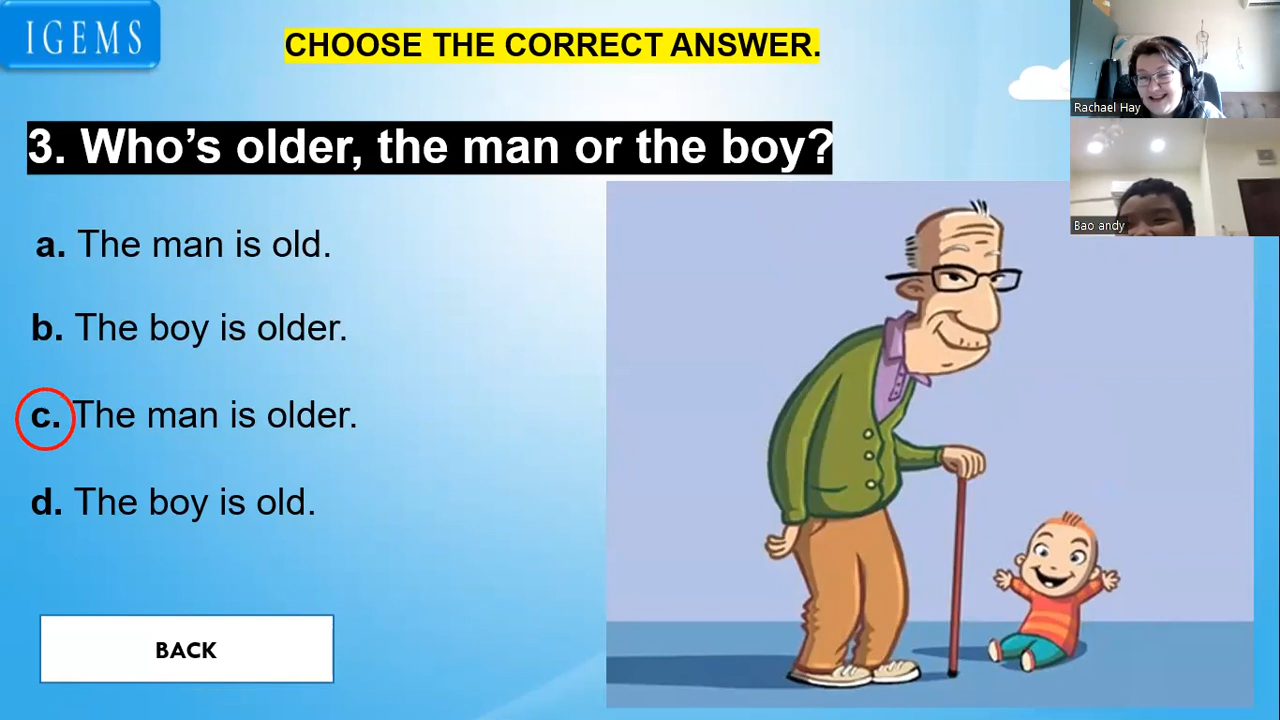 IGEMS
CHOOSE THE CORRECT ANSWER.
Rachael Hay
3. Who’s older, the man or the boy?
Bao andy
a. The man is old.
b. The boy is older.
c. The man is older.
d. The boy is old.
BACK